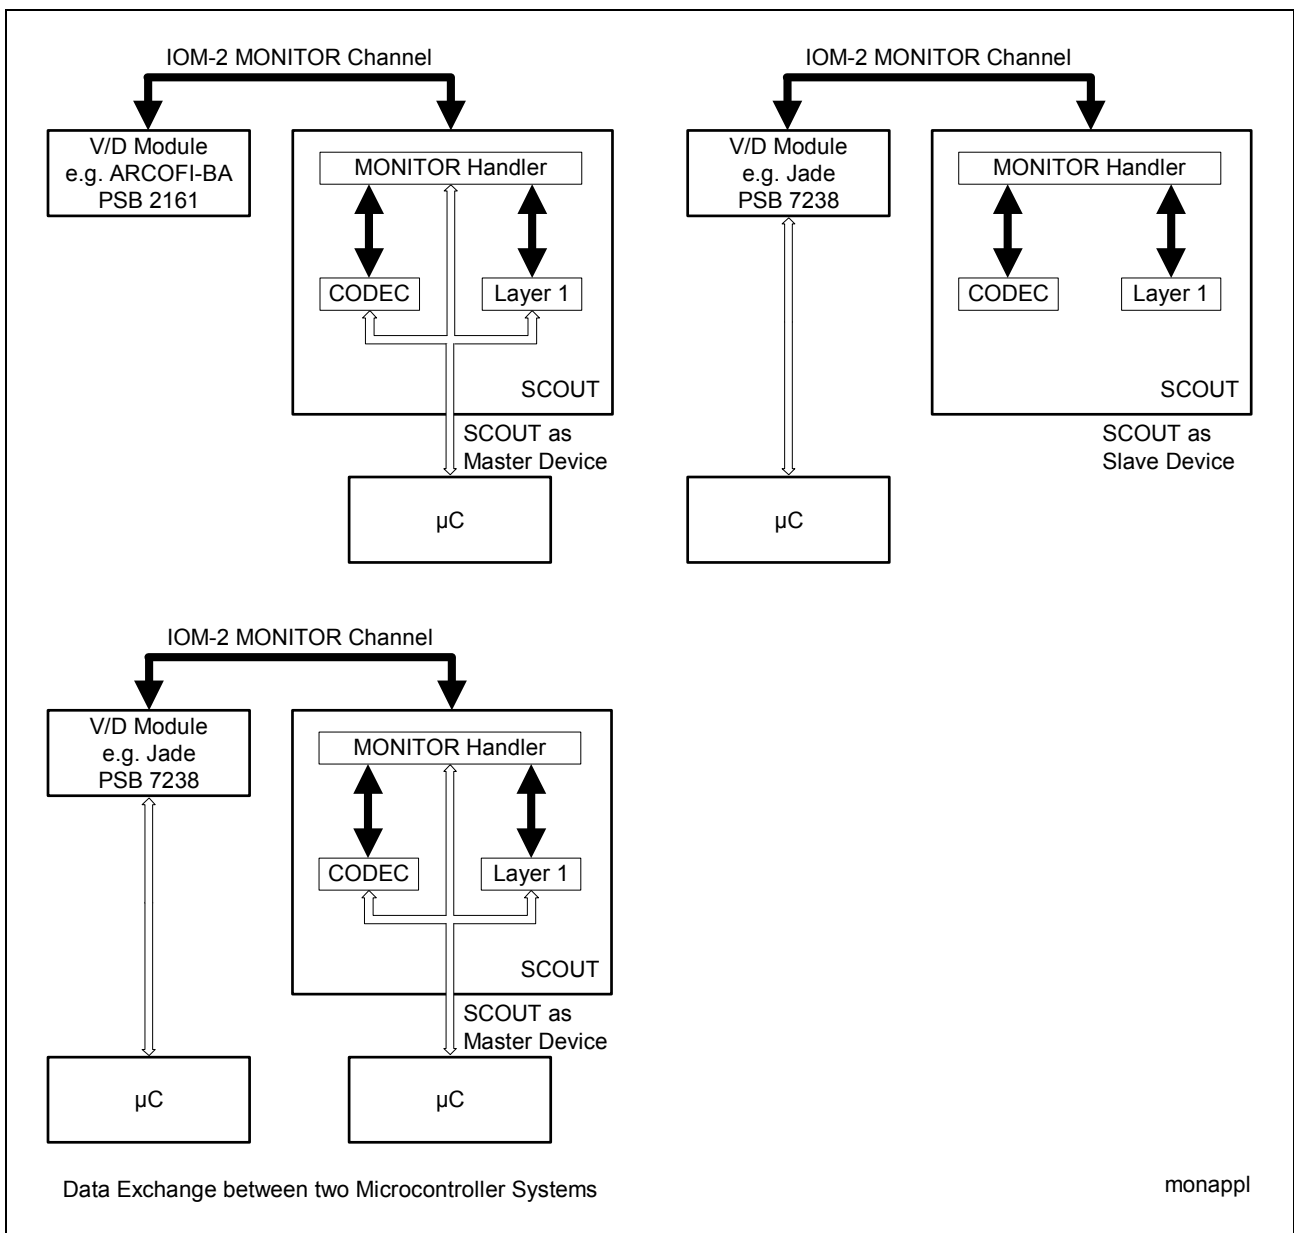 IOM-2 MONITOR Channel
V/D Module
e.g. ARCOFI-BA
PSB 2161
MONITOR Handler
CODEC
Layer 1
SCOUT
SCOUT as
Master Device
µC
IOM-2 MONITOR Channel
V/D Module
e.g. Jade
PSB 7238
MONITOR Handler
CODEC
Layer 1
SCOUT
SCOUT as
Slave Device
µC
IOM-2 MONITOR Channel
V/D Module
e.g. Jade
PSB 7238
MONITOR Handler
CODEC
Layer 1
SCOUT
SCOUT as
Master Device
µC
µC
Data Exchange between two Microcontroller Systems
monappl